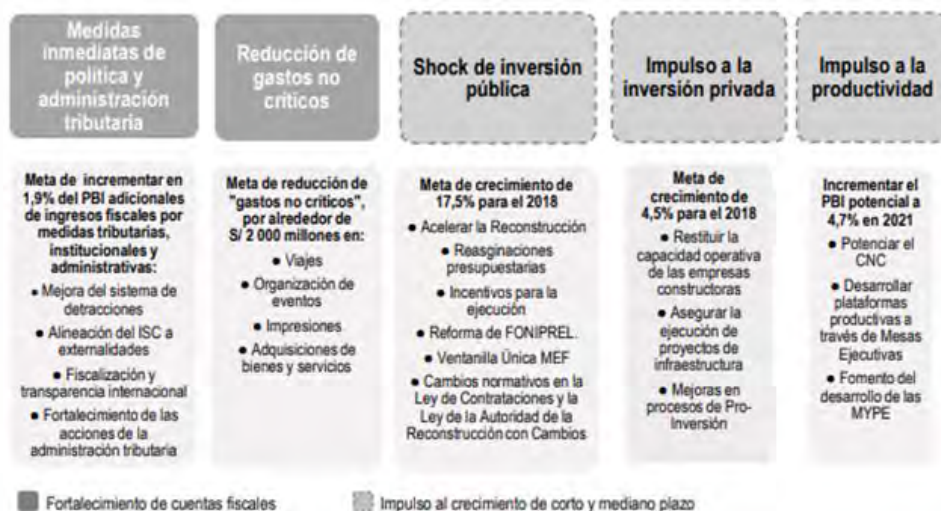 Medidas
inmediatas de
política y
administración
tributaria
Reducción de
gastos no
críticos
Shock de inversión
pública
Impulso a la
inversión privada
Impulso a la
productividad
Meta de incrementar en
1,9% del PBI adicionales
de ingresos fiscales por
medidas tributarias,
institucionales y
administrativas:
● Mejora del sistema de
detracciones
● Alineación del ISC a
externalidades
● Fiscalización y
transparencia internacional
● Fortalecimiento de las
acciones de la
administración tributaria
Meta de reducción de
"gastos no críticos",
por alrededor de
S/ 2 000 millones en:
● Viajes
● Organización de
eventos
● Impresiones
● Adquisiciones de
bienes y servicios
Meta de crecimiento de
17,5% para el 2018
● Acelerar la Reconstrucción
● Reasginaciones
presupuestarias
● Incentivos para la
ejecución
● Reforma de FONIPREL.
● Ventanilla Única MEF
● Cambios normativos en la
Ley de Contrataciones y la
Ley de la Autoridad de la
Reconstrucción con Cambios
Meta de
crecimiento de
4,5% para el 2018
● Restituir la
capacidad operativa
de las empresas
constructoras
● Asegurar la
ejecución de
proyectos de
infraestructura
● Mejoras en
procesos de Pro-
Inversión
Incrementar el
PBI potencial a
4,7% en 2021
● Potenciar el
CNC
● Desarrollar
plataformas
productivas a
través de Mesas
Ejecutivas
● Fomento del
desarrollo de las
MYPE
Fortalecimiento de cuentas fiscales
Impulso al crecimiento de corto y mediano plazo